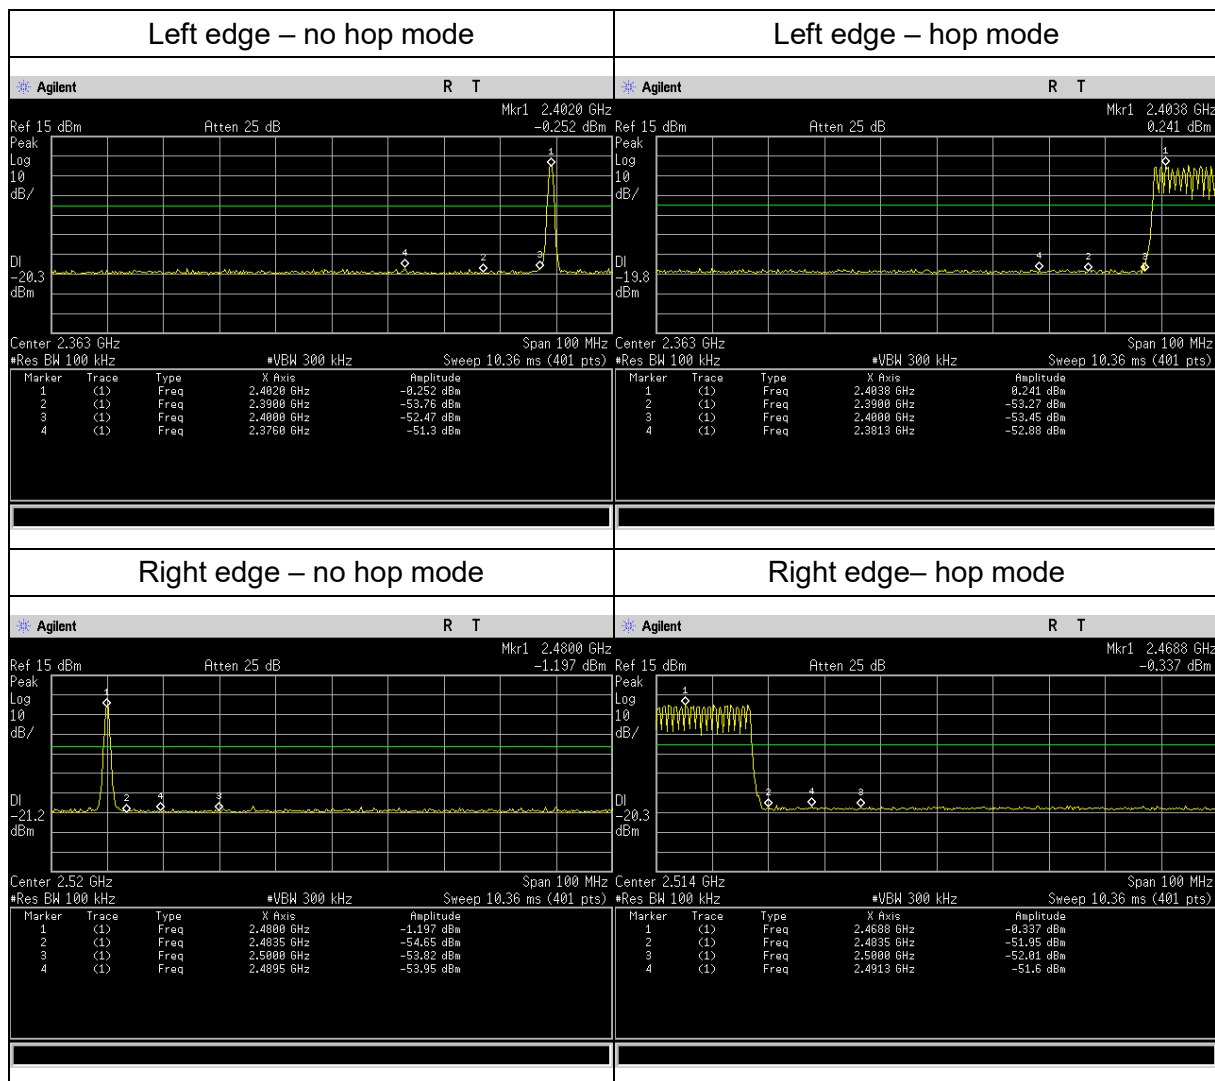 Left edge – no hop mode
Left edge – hop mode
Agilent R T
Mkr1 2.4020 GHz
Ref 15 dBm Atten 25 dB -0.252 dBm
Peak
Log
10
dB/
1
4
2
3
DI
-20.3
dBm
Center 2.363 GHz Span 100 MHz
#Res BW 100 kHz #VBW 300 kHz Sweep 10.36 ms (401 pts)
Marker Trace Type X Axis Amplitude
1 (1) Freq 2.4020 GHz -0.252 dBm
2 (1) Freq 2.3900 GHz -53.76 dBm
3 (1) Freq 2.4000 GHz -52.47 dBm
4 (1) Freq 2.3760 GHz -51.3 dBm
Agilent R T
Mkr1 2.4038 GHz
Ref 15 dBm Atten 25 dB 0.241 dBm
Peak
Log
10
dB/
1
4
2
3
DI
-19.8
dBm
Center 2.363 GHz Span 100 MHz
#Res BW 100 kHz #VBW 300 kHz Sweep 10.36 ms (401 pts)
Marker Trace Type X Axis Amplitude
1 (1) Freq 2.4038 GHz 0.241 dBm
2 (1) Freq 2.3900 GHz -53.27 dBm
3 (1) Freq 2.4000 GHz -53.45 dBm
4 (1) Freq 2.3813 GHz -52.88 dBm
Right edge – no hop mode
Right edge– hop mode
Agilent R T
Mkr1 2.4800 GHz
Ref 15 dBm Atten 25 dB -1.197 dBm
Peak
Log
10
dB/
1
2
4
3
DI
-21.2
dBm
Center 2.52 GHz Span 100 MHz
#Res BW 100 kHz #VBW 300 kHz Sweep 10.36 ms (401 pts)
Marker Trace Type X Axis Amplitude
1 (1) Freq 2.4800 GHz -1.197 dBm
2 (1) Freq 2.4835 GHz -54.65 dBm
3 (1) Freq 2.5000 GHz -53.82 dBm
4 (1) Freq 2.4895 GHz -53.95 dBm
Agilent R T
Mkr1 2.4688 GHz
Ref 15 dBm Atten 25 dB -0.337 dBm
Peak
Log
10
dB/
1
2
4
3
DI
-20.3
dBm
Center 2.514 GHz Span 100 MHz
#Res BW 100 kHz #VBW 300 kHz Sweep 10.36 ms (401 pts)
Marker Trace Type X Axis Amplitude
1 (1) Freq 2.4688 GHz -0.337 dBm
2 (1) Freq 2.4835 GHz -51.95 dBm
3 (1) Freq 2.5000 GHz -52.01 dBm
4 (1) Freq 2.4913 GHz -51.6 dBm